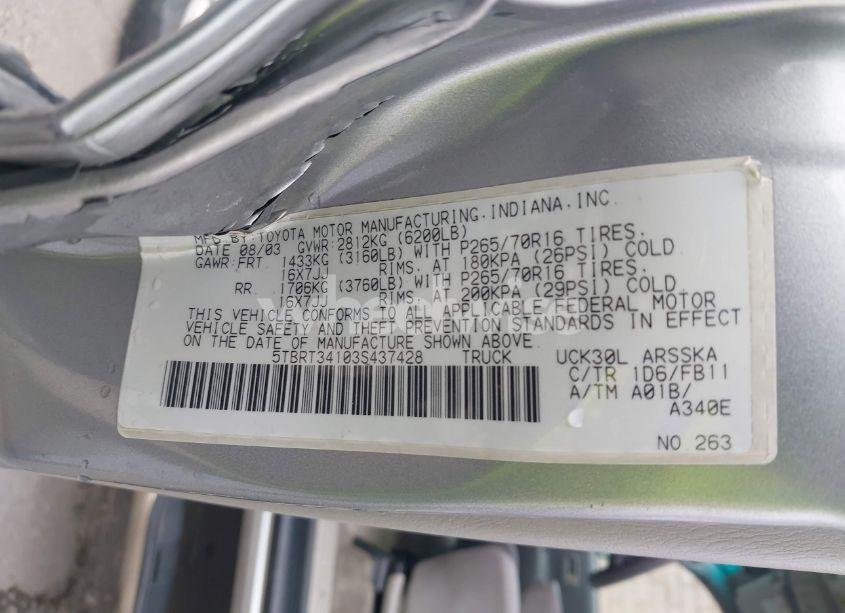 MFG.BY:TOYOTA MOTOR MANUFACTURING.INDIANA.INC.
DATE 08/03 GVWR:2812KG (6200LB)
GAWR:FRT. 1433KG (3160LB) WITH P265/70R16 TIRES.
16X7JJ RIMS. AT 180KPA (26PSI) COLD
RR. 1706KG (3760LB) WITH P265/70R16 TIRES.
16X7JJ RIMS. AT 200KPA (29PSI) COLD
THIS VEHICLE CONFORMS TO ALL APPLICABLE FEDERAL MOTOR
VEHICLE SAFETY AND THEFT PREVENTION STANDARDS IN EFFECT
ON THE DATE OF MANUFACTURE SHOWN ABOVE.
5TBRT34103S437428 TRUCK UCK30L ARSSKA
C/TR 1D6/FB11
A/TM A01B/
A340E
NO.263